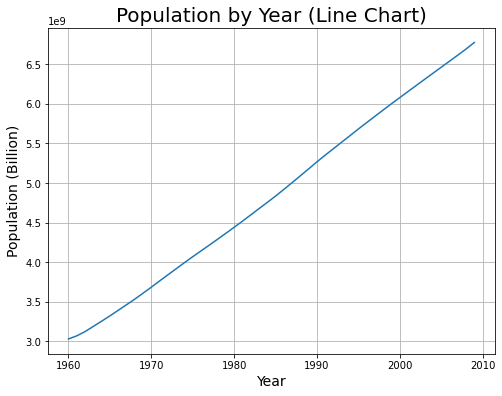 Population by Year (Line Chart)
1e9
Population (Billion)
6.5
6.0
5.5
5.0
4.5
4.0
3.5
3.0
1960 1970 1980 1990 2000 2010
Year